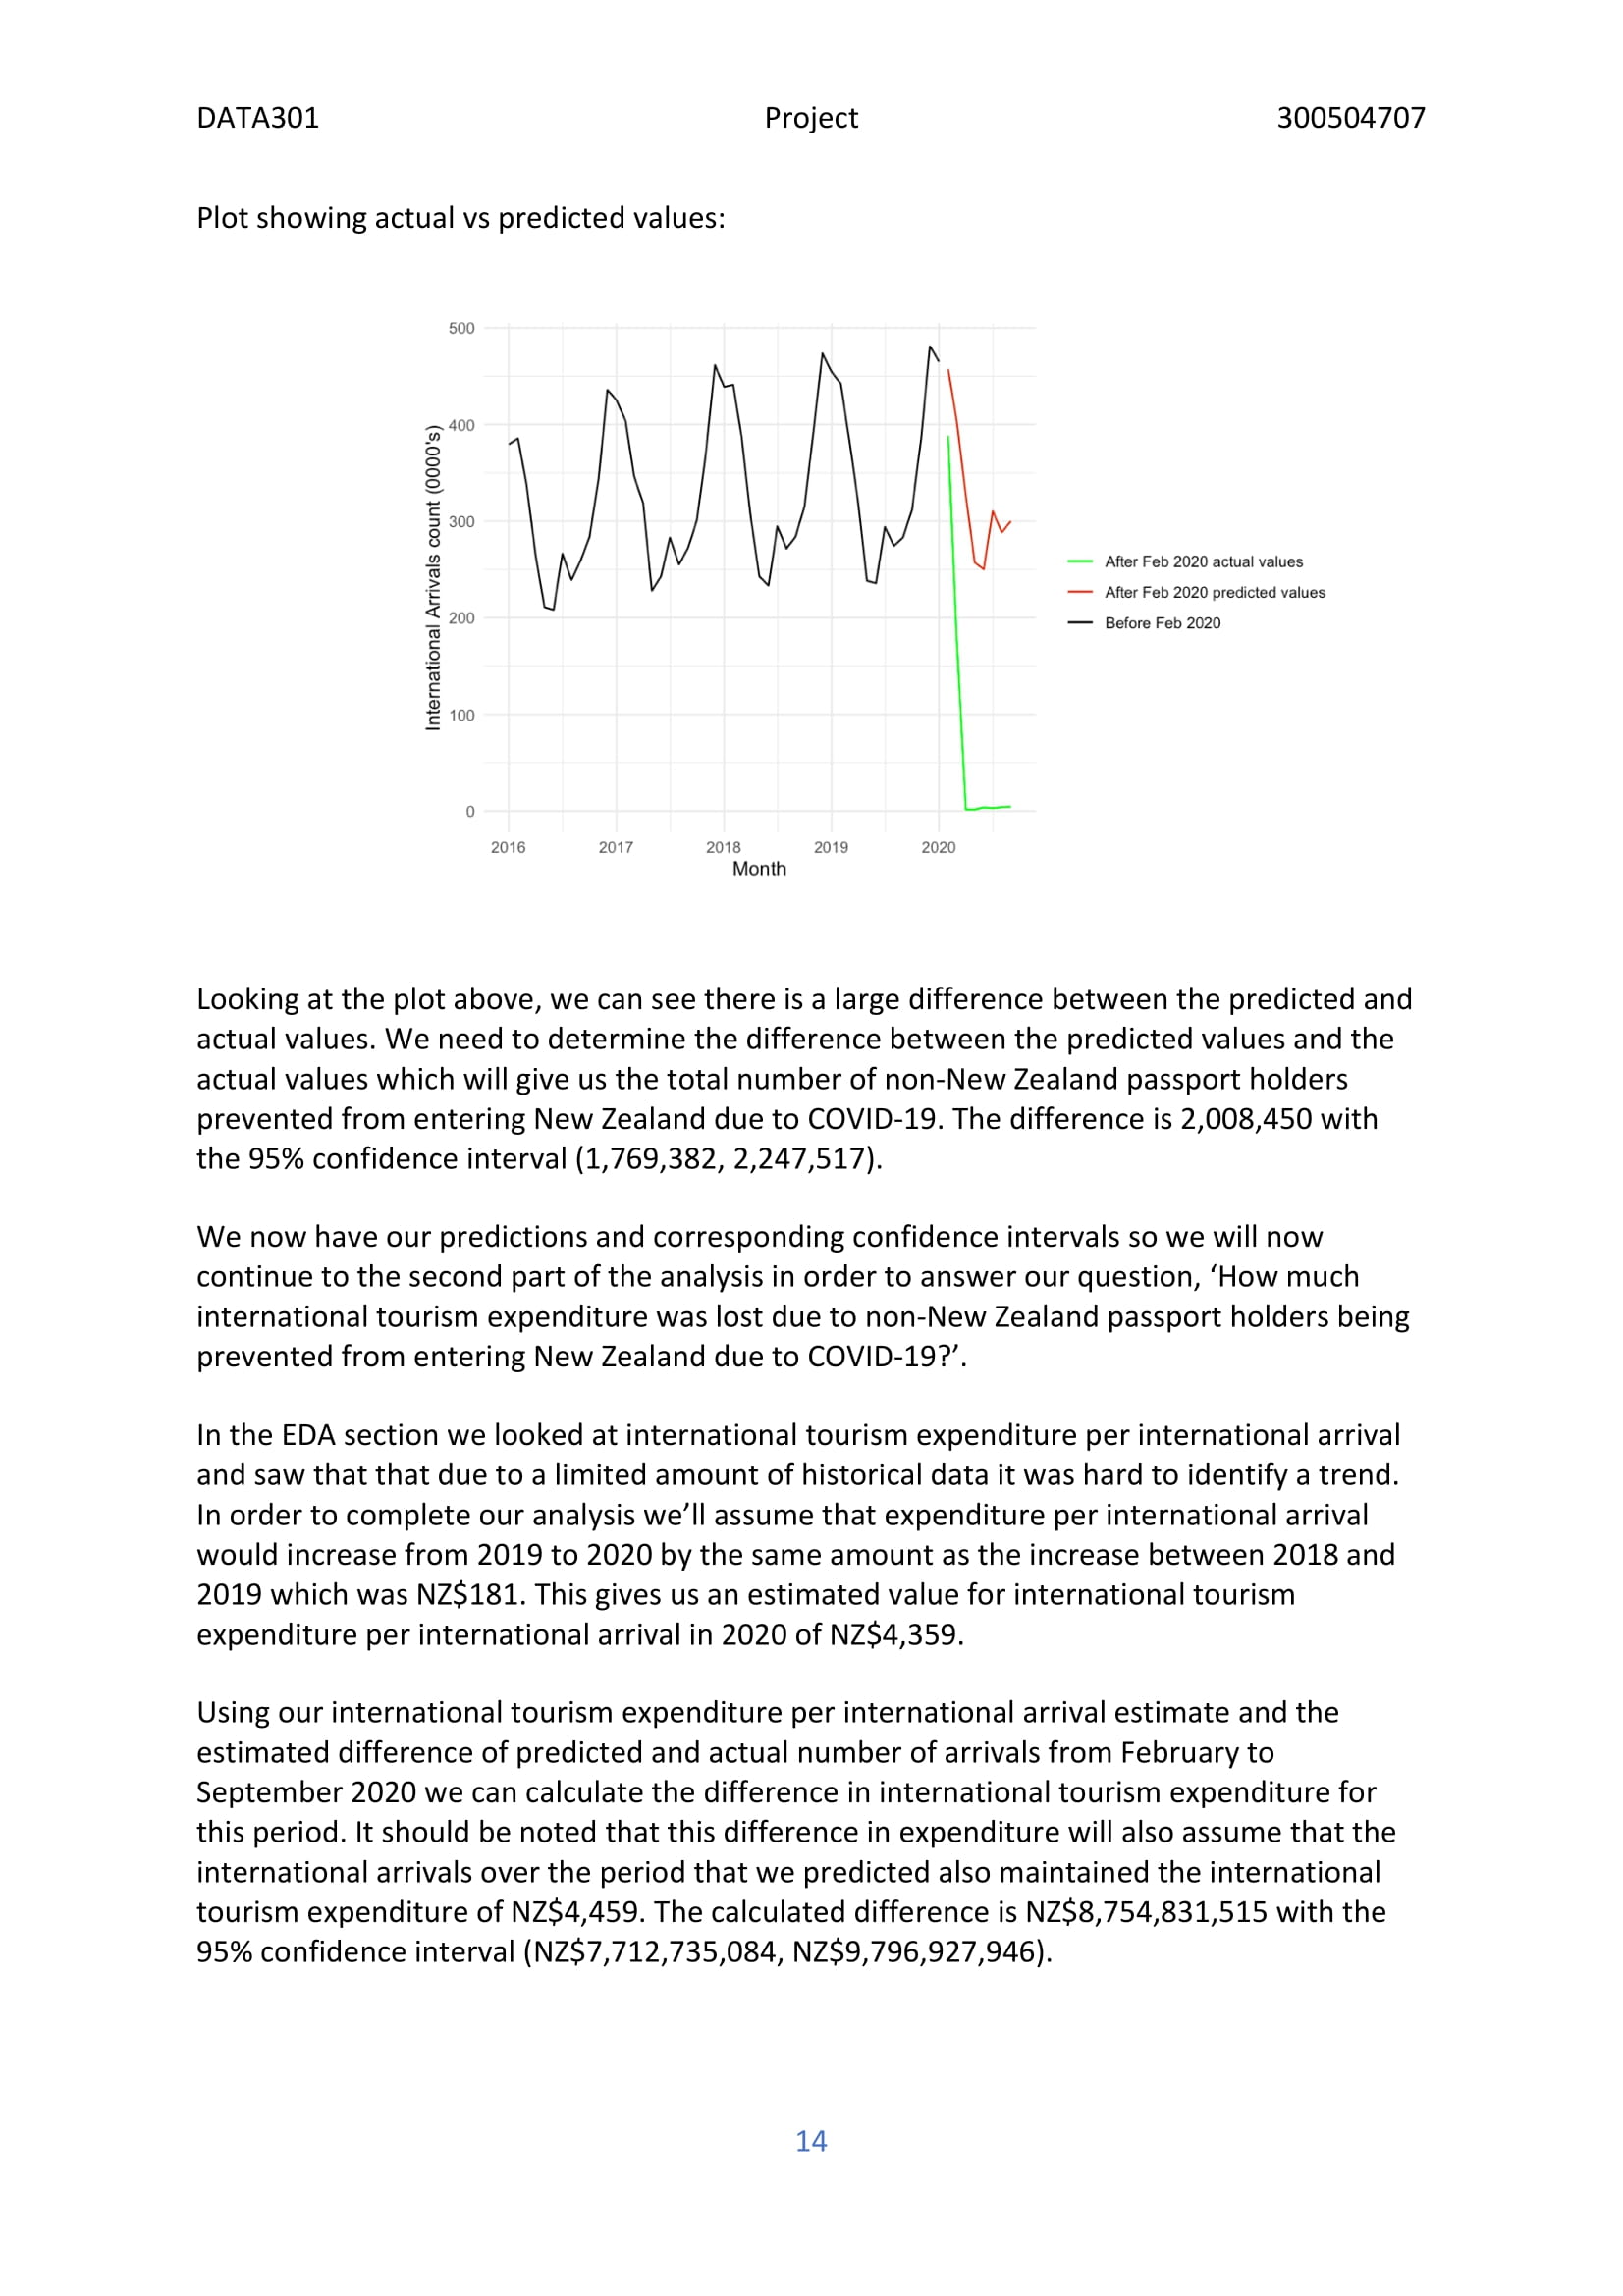 DATA301 Project 300504707
Plot showing actual vs predicted values:
500
400
300
200
100
0
International Arrivals count (0000's)
2016 2017 2018 2019 2020
Month
After Feb 2020 actual values
After Feb 2020 predicted values
Before Feb 2020
Looking at the plot above, we can see there is a large difference between the predicted and
actual values. We need to determine the difference between the predicted values and the
actual values which will give us the total number of non-New Zealand passport holders
prevented from entering New Zealand due to COVID-19. The difference is 2,008,450 with
the 95% confidence interval (1,769,382, 2,247,517).
We now have our predictions and corresponding confidence intervals so we will now
continue to the second part of the analysis in order to answer our question, ‘How much
international tourism expenditure was lost due to non-New Zealand passport holders being
prevented from entering New Zealand due to COVID-19?’.
In the EDA section we looked at international tourism expenditure per international arrival
and saw that that due to a limited amount of historical data it was hard to identify a trend.
In order to complete our analysis we’ll assume that expenditure per international arrival
would increase from 2019 to 2020 by the same amount as the increase between 2018 and
2019 which was NZ$181. This gives us an estimated value for international tourism
expenditure per international arrival in 2020 of NZ$4,359.
Using our international tourism expenditure per international arrival estimate and the
estimated difference of predicted and actual number of arrivals from February to
September 2020 we can calculate the difference in international tourism expenditure for
this period. It should be noted that this difference in expenditure will also assume that the
international arrivals over the period that we predicted also maintained the international
tourism expenditure of NZ$4,459. The calculated difference is NZ$8,754,831,515 with the
95% confidence interval (NZ$7,712,735,084, NZ$9,796,927,946).
14